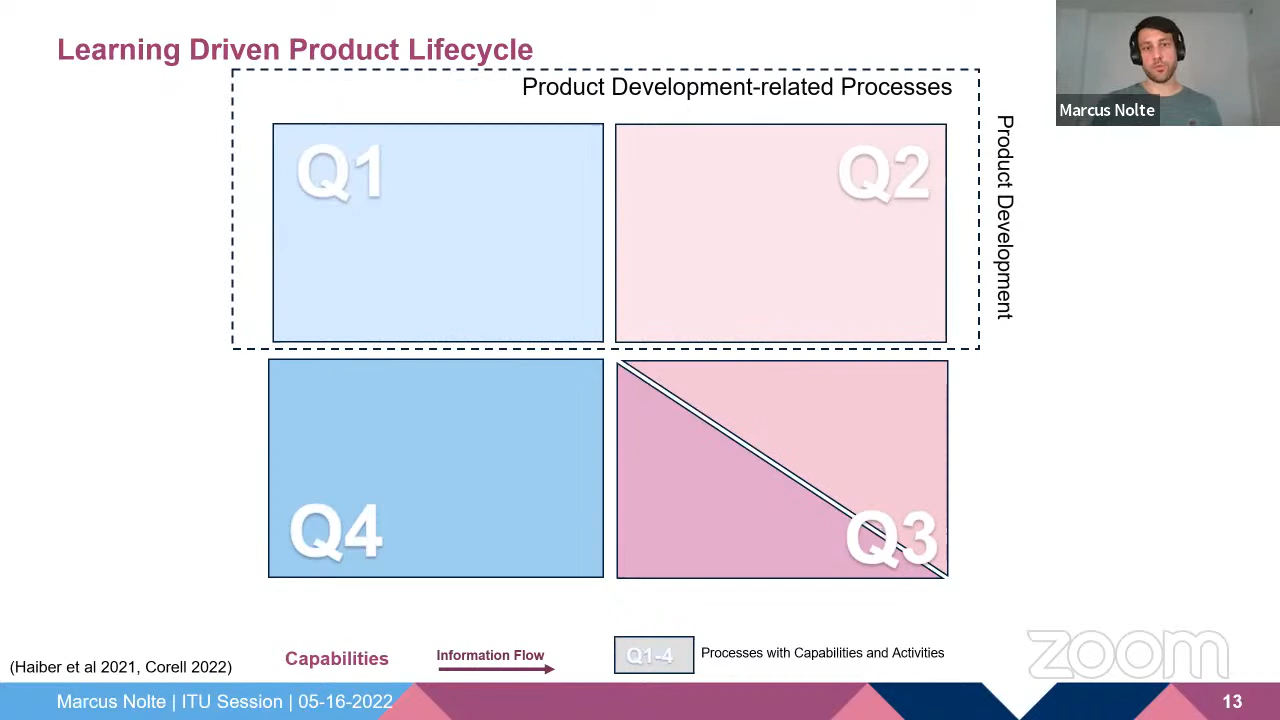 Learning Driven Product Lifecycle
Product Development-related Processes
Marcus Nolte
Product Development
Q1
Q2
Q4
Q3
(Haiber et al 2021, Corell 2022)
Capabilities
Information Flow
Q1-4
Processes with Capabilities and Activities
zoom
Marcus Nolte | ITU Session | 05-16-2022
13